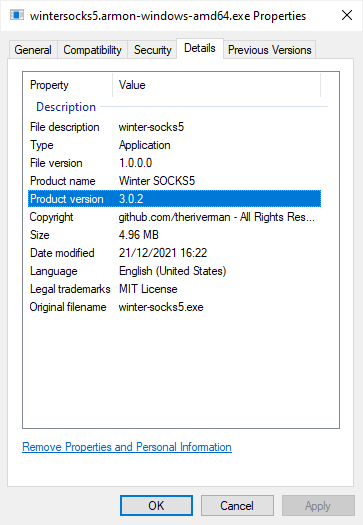 wintersocks5.armon-windows-amd64.exe Properties
General Compatibility Security Details Previous Versions
Property Value
Description
File description winter-socks5
Type Application
File version 1.0.0.0
Product name Winter SOCKS5
Product version 3.0.2
Copyright github.com/theriverman - All Rights Res...
Size 4.96 MB
Date modified 21/12/2021 16:22
Language English (United States)
Legal trademarks MIT License
Original filename winter-socks5.exe
Remove Properties and Personal Information
OK Cancel Apply